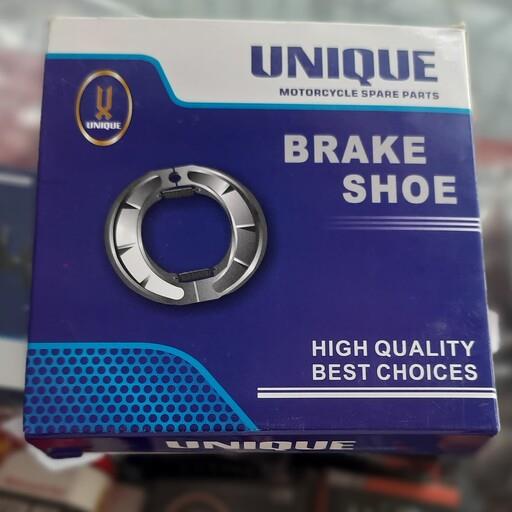 UNIQUE
MOTORCYCLE SPARE PARTS
UNIQUE
BRAKE
SHOE
HIGH QUALITY
BEST CHOICES
UNIQUE